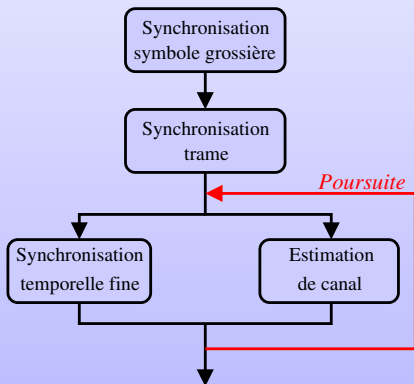 Synchronisation
symbole grossière
Synchronisation
trame
Poursuite
Synchronisation
temporelle fine
Estimation
de canal